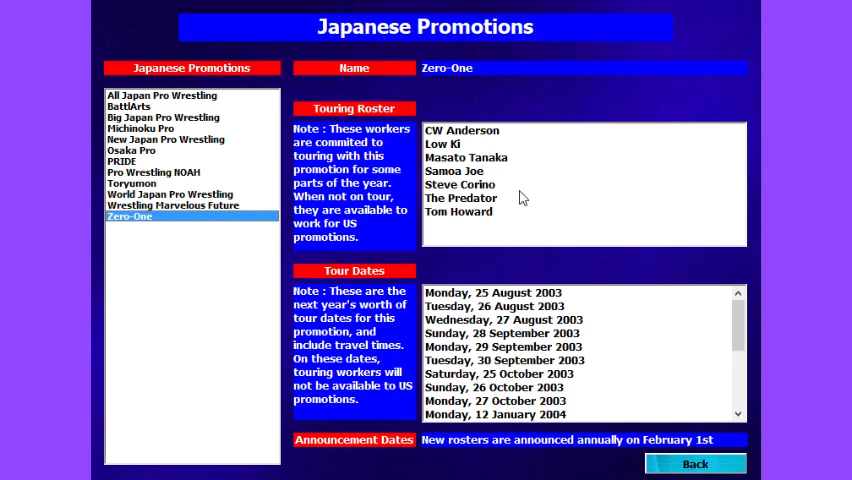 Japanese Promotions
Japanese Promotions
Name
Zero-One
All Japan Pro Wrestling
BattlArts
Big Japan Pro Wrestling
Michinoku Pro
New Japan Pro Wrestling
Osaka Pro
PRIDE
Pro Wrestling NOAH
Toryumon
World Japan Pro Wrestling
Wrestling Marvelous Future
Zero-One
Touring Roster
Note : These workers
are commited to
touring with this
promotion for some
parts of the year.
When not on tour,
they are available to
work for US
promotions.
CW Anderson
Low Ki
Masato Tanaka
Samoa Joe
Steve Corino
The Predator
Tom Howard
Tour Dates
Note : These are the
next year's worth of
tour dates for this
promotion, and
include travel times.
On these dates,
touring workers will
not be available to US
promotions.
Monday, 25 August 2003
Tuesday, 26 August 2003
Wednesday, 27 August 2003
Sunday, 28 September 2003
Monday, 29 September 2003
Tuesday, 30 September 2003
Saturday, 25 October 2003
Sunday, 26 October 2003
Monday, 27 October 2003
Monday, 12 January 2004
Announcement Dates
New rosters are announced annually on February 1st
Back